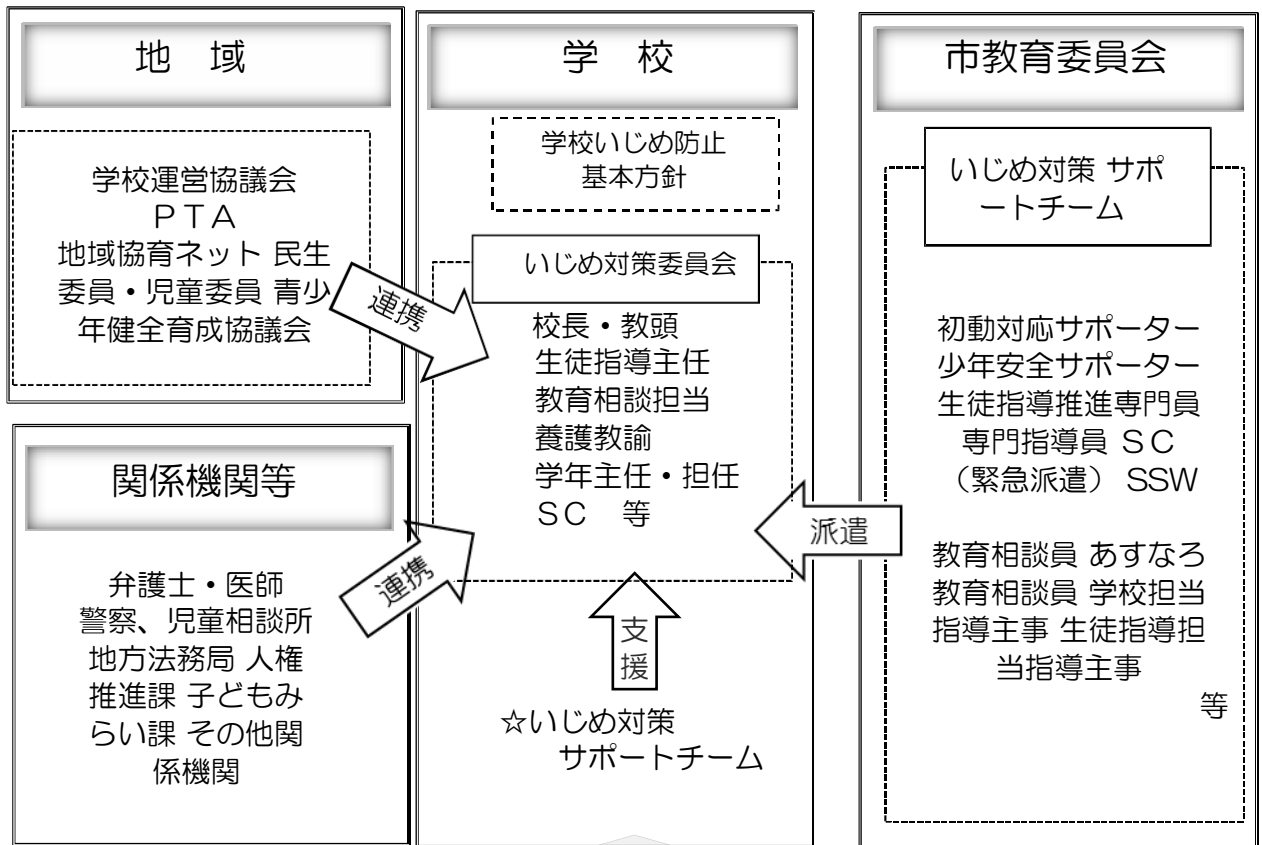 地　域
学校運営協議会
ＰＴＡ
地域協育ネット 民生
委員・児童委員 青少
年健全育成協議会
連携
関係機関等
弁護士・医師
警察、児童相談所
地方法務局 人権
推進課 子どもみ
らい課 その他関
係機関
連携
学　校
学校いじめ防止
基本方針
いじめ対策委員会
校長・教頭
生徒指導主任
教育相談担当
養護教諭
学年主任・担任
ＳＣ　等
支
援
☆いじめ対策
サポートチーム
市教育委員会
いじめ対策 サポ
ートチーム
初動対応サポーター
少年安全サポーター
生徒指導推進専門員
専門指導員 ＳＣ
（緊急派遣） SSW
派遣
教育相談員 あすなろ
教育相談員 学校担当
指導主事 生徒指導担
当指導主事
等